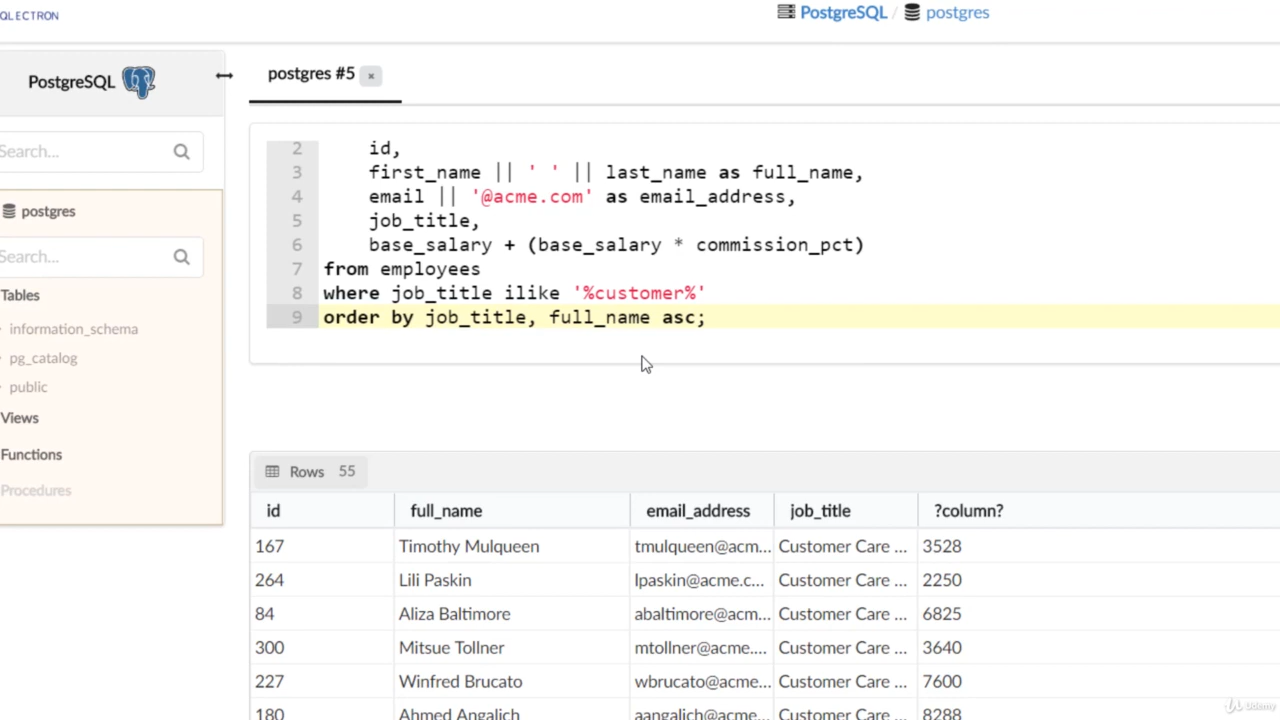 QLECTRON
PostgreSQL / postgres
PostgreSQL
postgres #5 ×
Search...
postgres
Search...
Tables
information_schema
pg_catalog
public
Views
Functions
Procedures
2 id,
3 first_name || ' ' || last_name as full_name,
4 email || '@acme.com' as email_address,
5 job_title,
6 base_salary + (base_salary * commission_pct)
7 from employees
8 where job_title ilike '%customer%'
9 order by job_title, full_name asc;
Rows 55
id full_name email_address job_title ?column?
167 Timothy Mulqueen tmulqueen@acm... Customer Care ... 3528
264 Lili Paskin lpaskin@acme.c... Customer Care ... 2250
84 Aliza Baltimore abaltimore@acm... Customer Care ... 6825
300 Mitsue Tollner mtollner@acme.... Customer Care ... 3640
227 Winfred Brucato wbrucato@acme... Customer Care ... 7600
180 Ahmed Angalich aangalich@acme... Customer Care ... 8288
Udemy